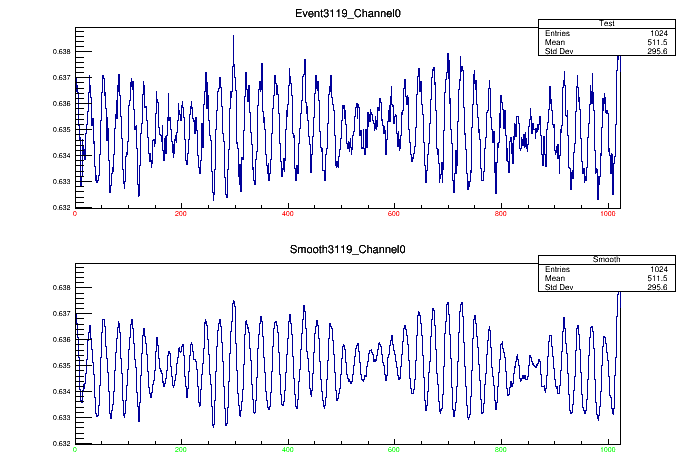 Event3119_Channel0
Test
Entries 1024
Mean 511.5
Std Dev 295.6
0.638
0.637
0.636
0.635
0.634
0.633
0.632
0 200 400 600 800 1000
Smooth3119_Channel0
Smooth
Entries 1024
Mean 511.5
Std Dev 295.6
0.638
0.637
0.636
0.635
0.634
0.633
0.632
0 200 400 600 800 1000